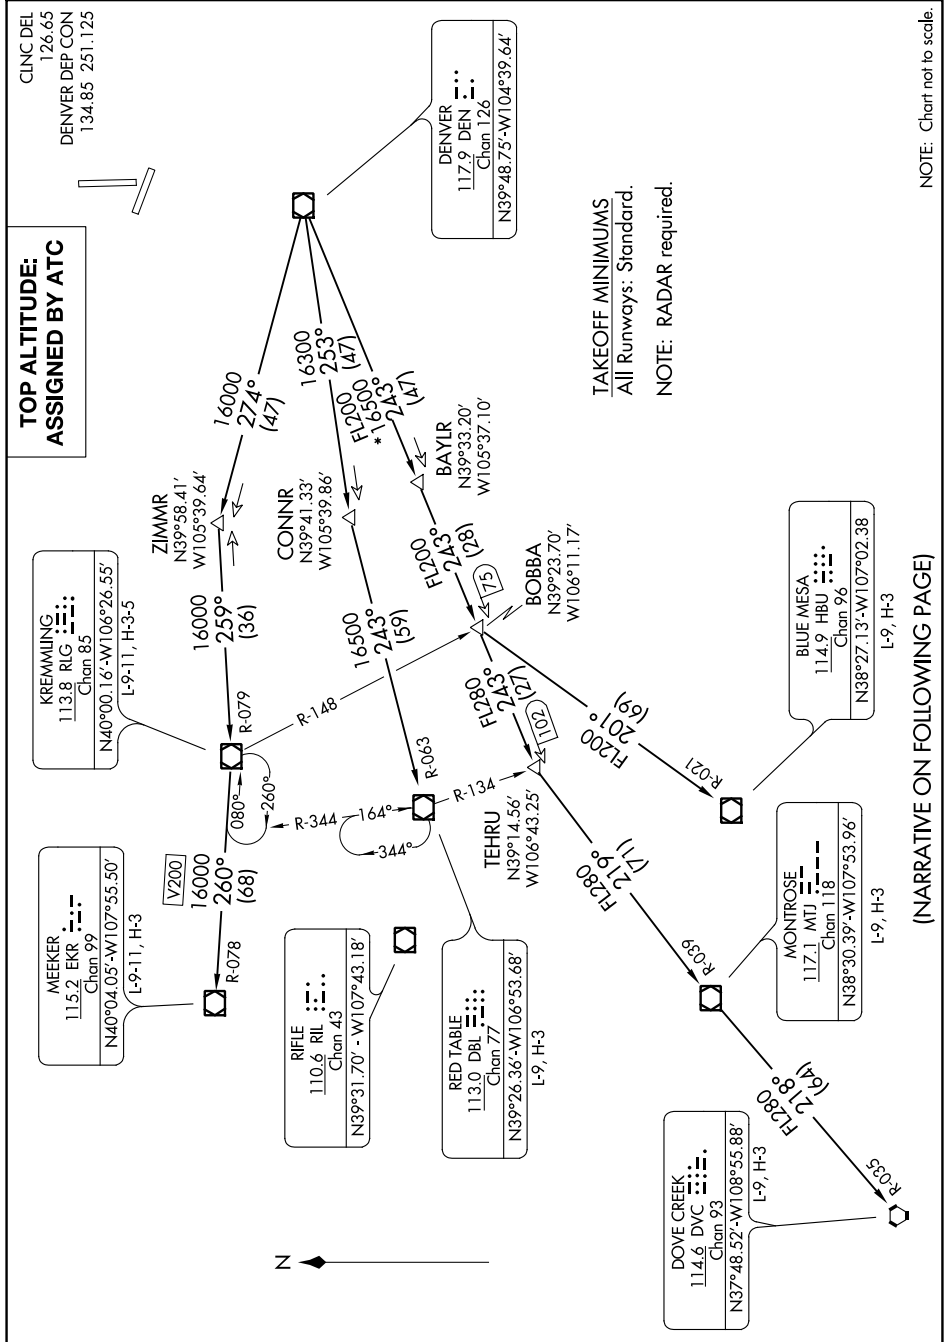 CLNC DEL
126.65
DENVER DEP CON
134.85 251.125
TOP ALTITUDE:
ASSIGNED BY ATC
DENVER
117.9 DEN
Chan 126
N39°48.75'-W104°39.64'
TAKEOFF MINIMUMS
All Runways: Standard.
NOTE: RADAR required.
NOTE: Chart not to scale.
16000
274°
(47)
16300
253°
(47)
FL200
*16500
243°
(47)
ZIMMR
N39°58.41'
W105°39.64'
CONNR
N39°41.33'
W105°39.86'
BAYLR
N39°33.20'
W105°37.10'
KREMMLING
113.8 RLG
Chan 85
N40°00.16'-W106°26.55'
L-9-11, H-3-5
16000
259°
(36)
R-079
16500
243°
(59)
R-063
FL200
243°
(28)
75
BOBBA
N39°23.70'
W106°11.17'
R-148
FL280
243°
(27)
102
FL200
201°
(69)
R-021
BLUE MESA
114.9 HBU
Chan 96
N38°27.13'-W107°02.38
L-9, H-3
080°
260°
R-344
164°
344°
R-134
TEHRU
N39°14.56'
W106°43.25'
V200
16000
260°
(68)
R-078
MEEKER
115.2 EKR
Chan 99
N40°04.05'-W107°55.50'
L-9-11, H-3
RIFLE
110.6 RIL
Chan 43
N39°31.70' - W107°43.18'
RED TABLE
113.0 DBL
Chan 77
N39°26.36'-W106°53.68'
L-9, H-3
FL280
219°
(71)
R-039
MONTROSE
117.1 MTJ
Chan 118
N38°30.39'-W107°53.96'
L-9, H-3
FL280
218°
(64)
R-035
DOVE CREEK
114.6 DVC
Chan 93
N37°48.52'-W108°55.88'
L-9, H-3
N
(NARRATIVE ON FOLLOWING PAGE)